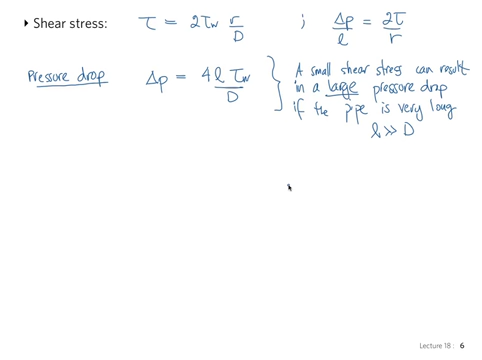 ▸ Shear stress: τ = 2τw r/D ; Δp/l = 2τ/r
Pressure drop Δp = 4lτw/D
A small shear stress can result
in a large pressure drop
if the pipe is very long
l >> D
Lecture 18 : 6